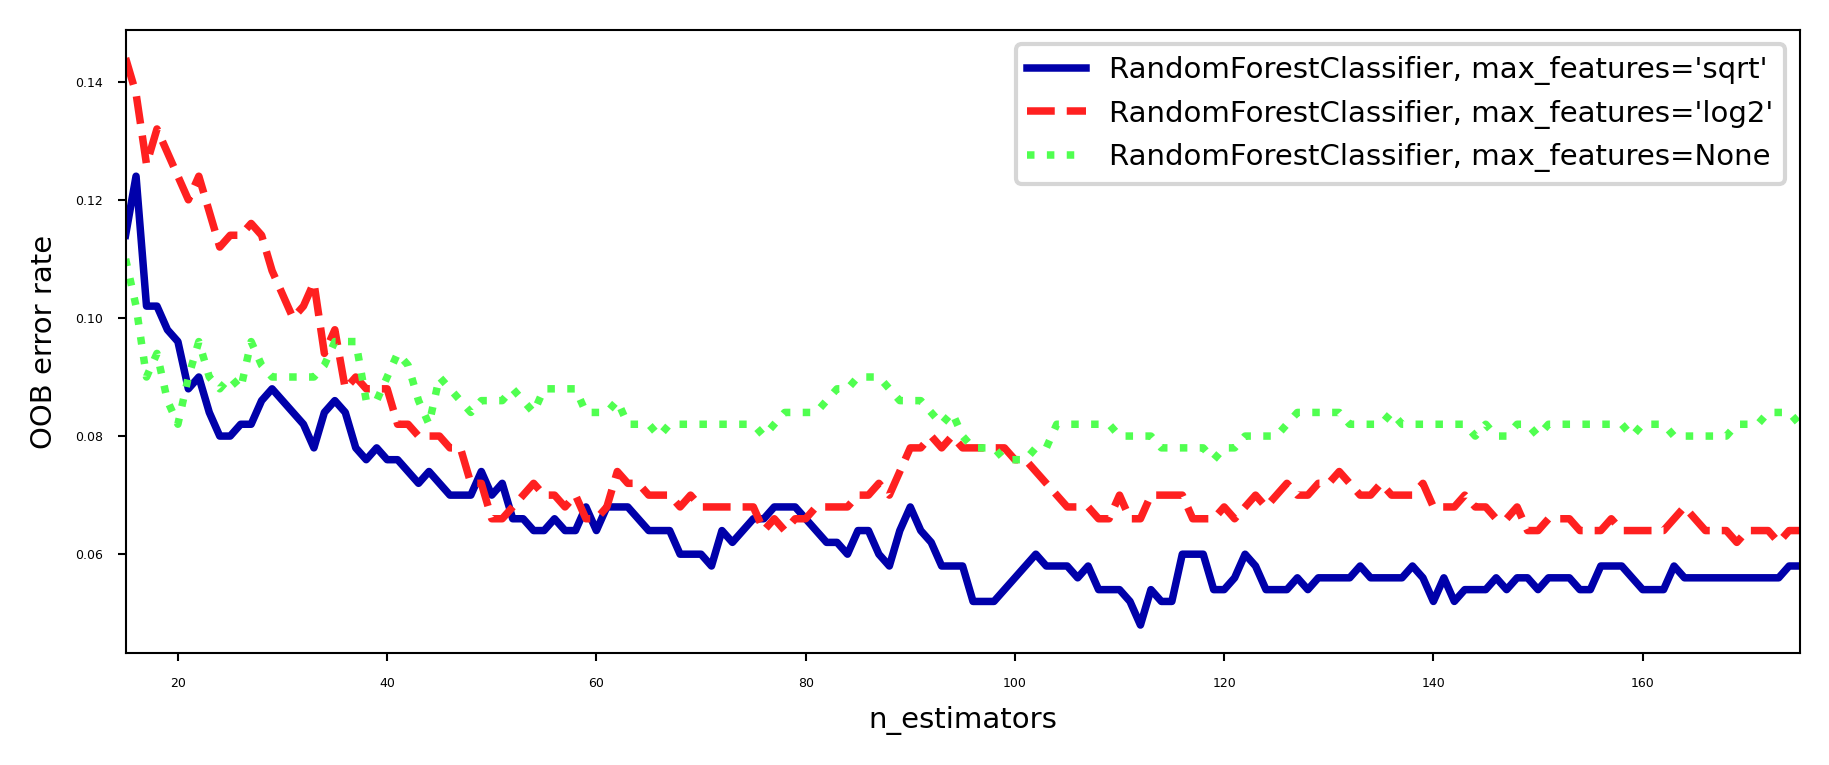 RandomForestClassifier, max_features='sqrt'
RandomForestClassifier, max_features='log2'
RandomForestClassifier, max_features=None
OOB error rate
0.14
0.12
0.10
0.08
0.06
20 40 60 80 100 120 140 160
n_estimators